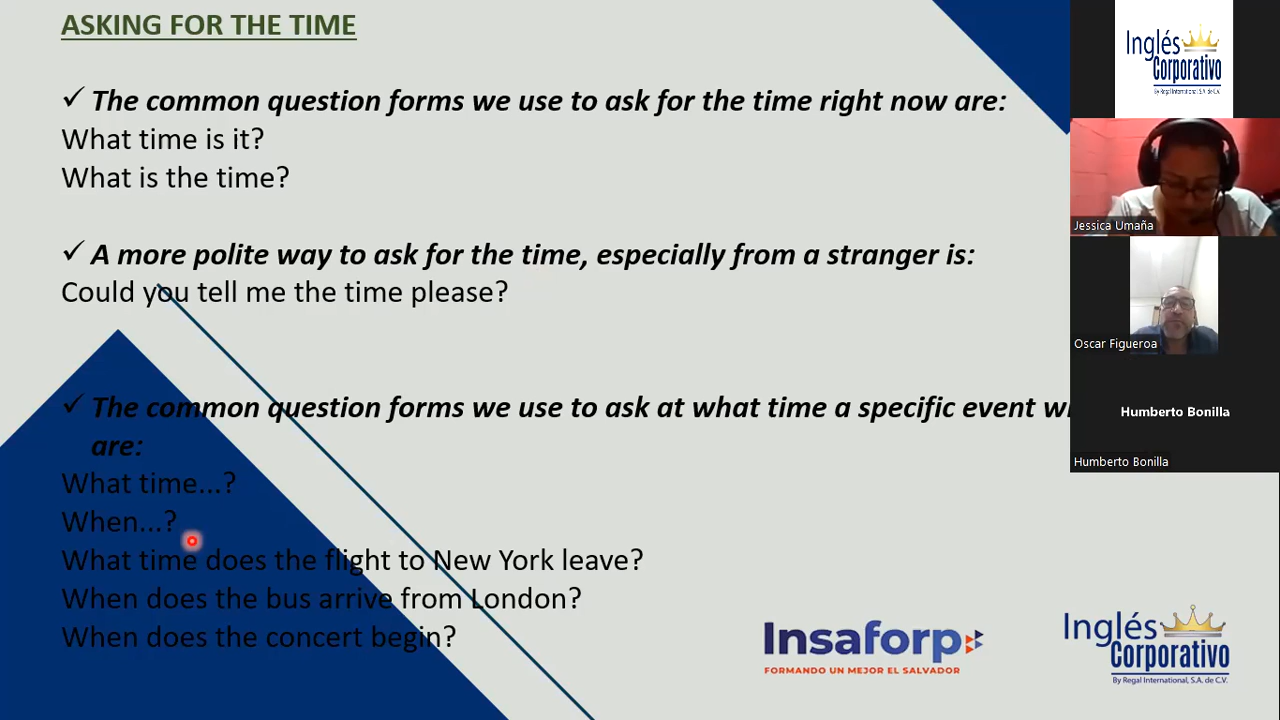 ASKING FOR THE TIME
✓ The common question forms we use to ask for the time right now are:
What time is it?
What is the time?
✓ A more polite way to ask for the time, especially from a stranger is:
Could you tell me the time please?
✓ The common question forms we use to ask at what time a specific event
are:
What time...?
When...?
What time does the flight to New York leave?
When does the bus arrive from London?
When does the concert begin?
Insaforp
FORMANDO UN MEJOR EL SALVADOR
Inglés
Corporativo
By Regal International, S.A. de C.V.
Inglés
Corporativo
By Regal International, S.A. de C.V.
Jessica Umaña
Oscar Figueroa
Humberto Bonilla
Humberto Bonilla